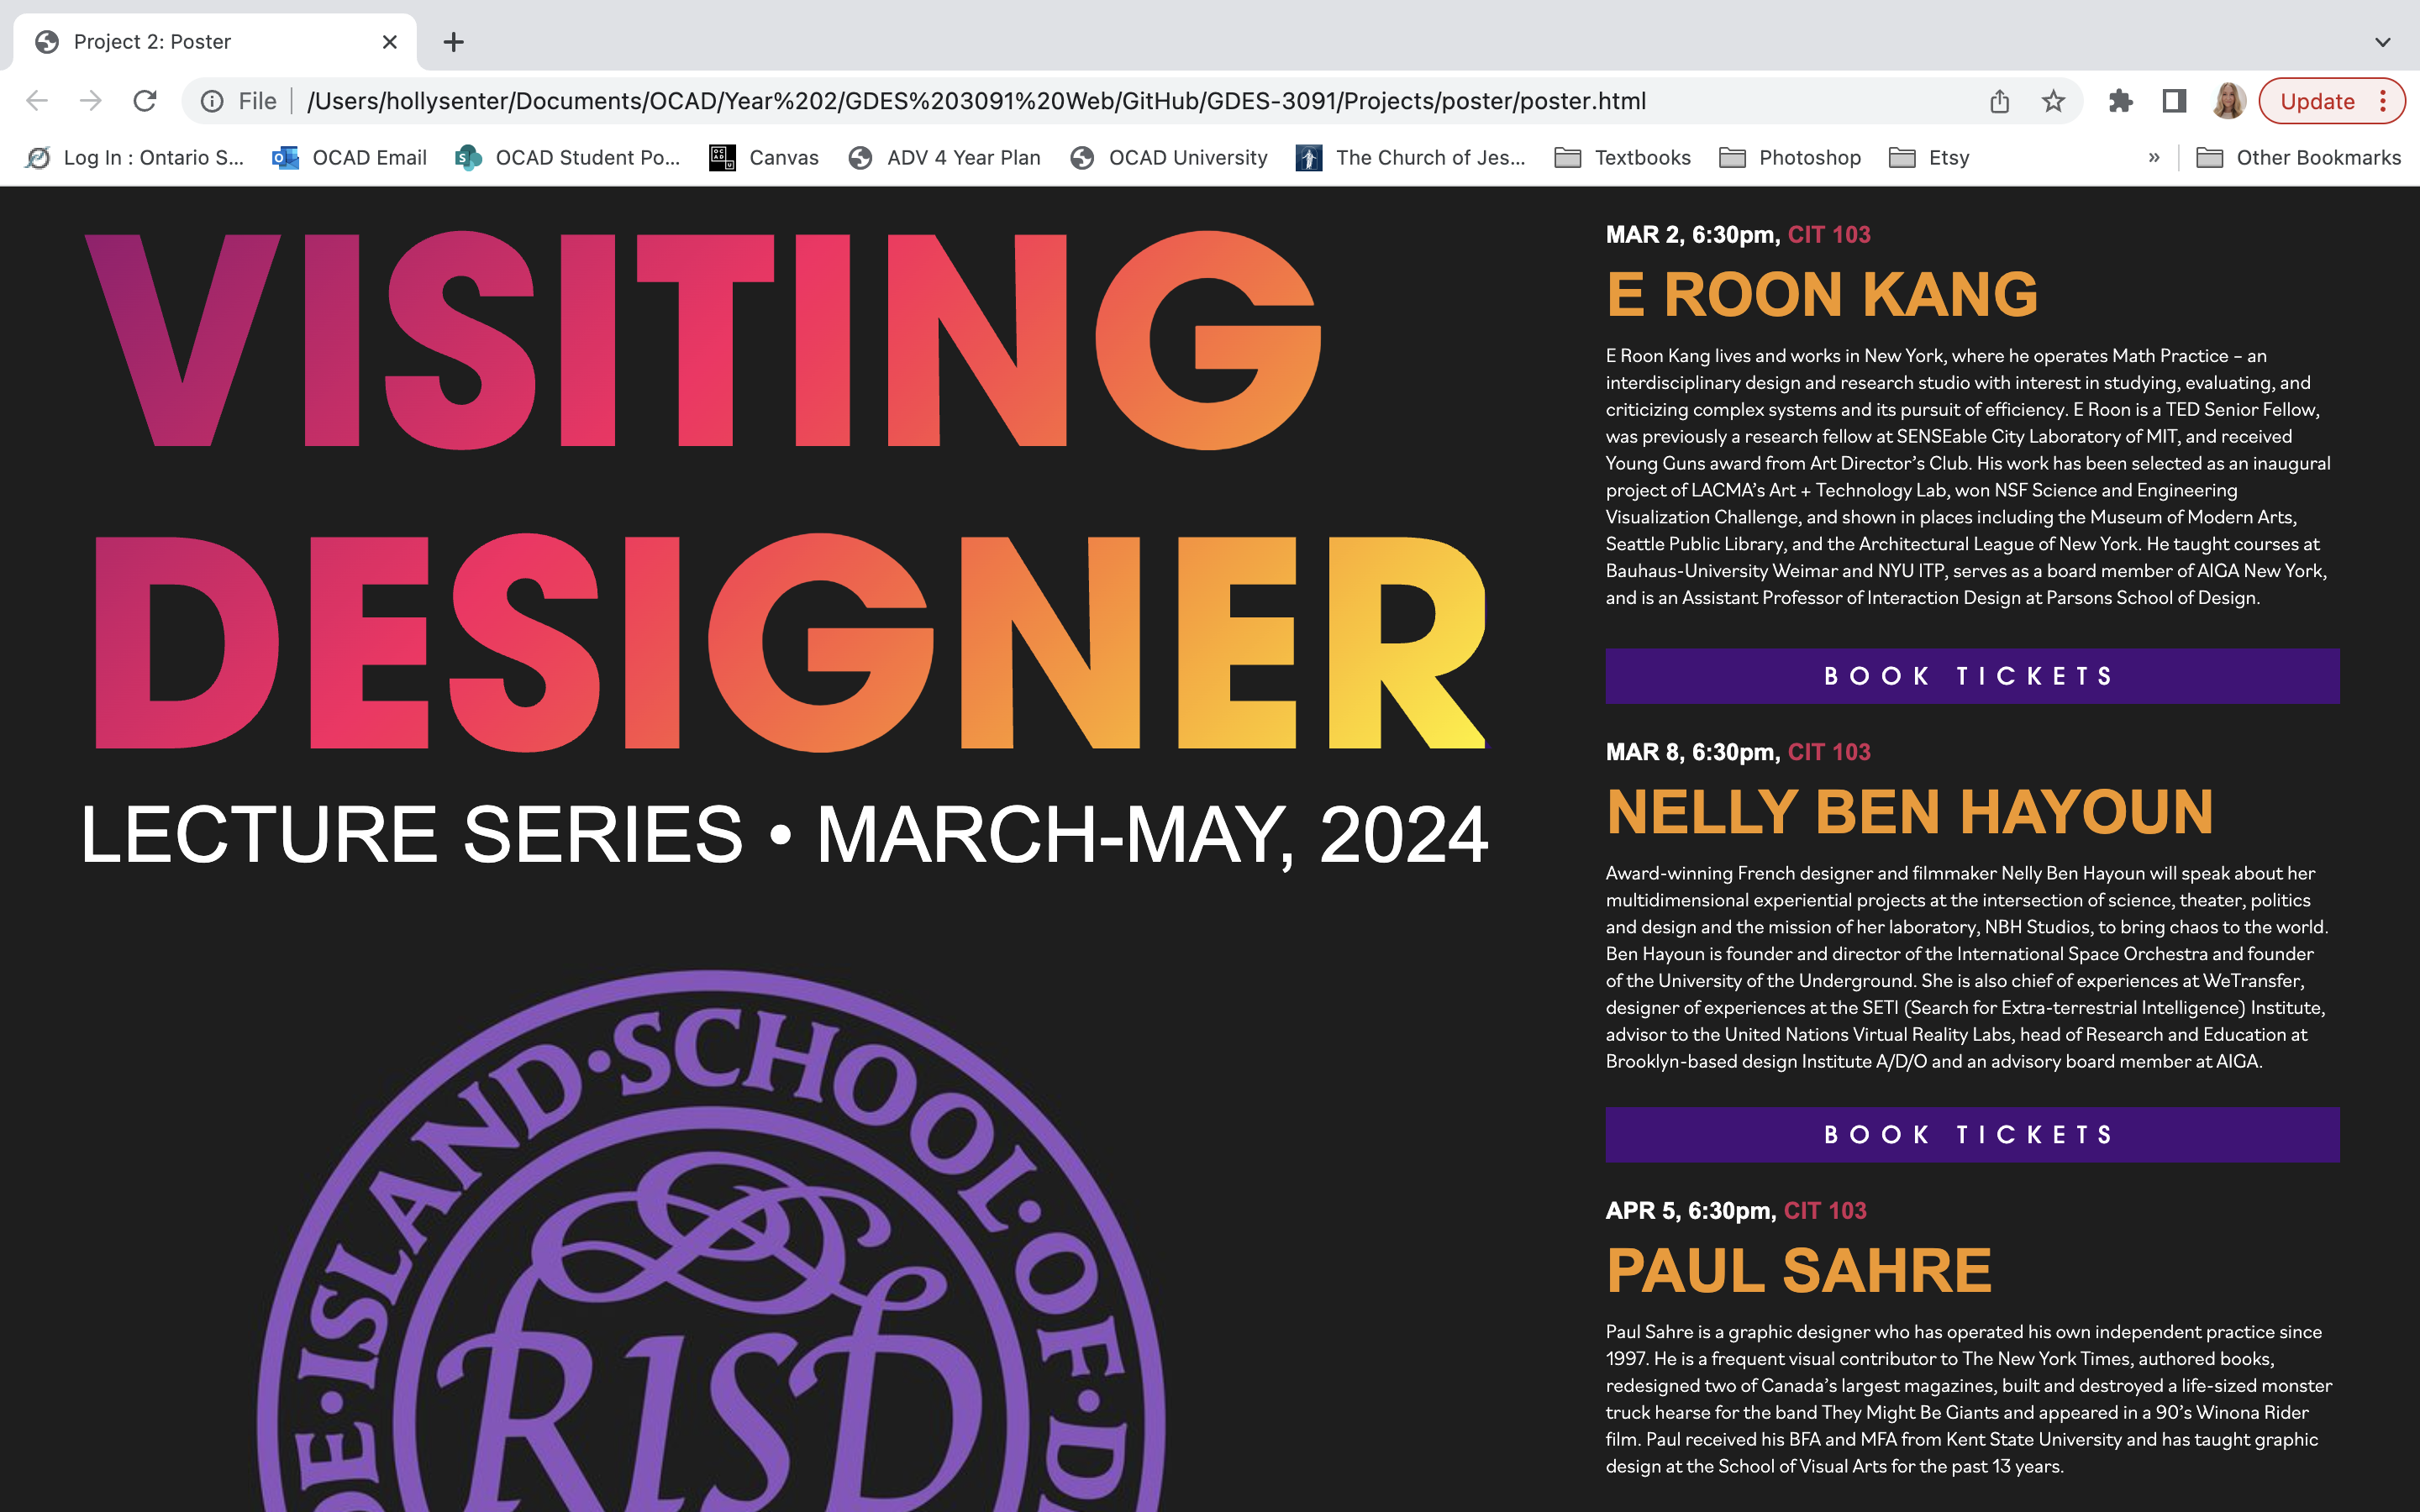 Project 2: Poster
File
/Users/hollysenter/Documents/OCAD/Year%202/GDES%203091%20Web/GitHub/GDES-3091/Projects/poster/poster.html
Update
Log In : Ontario S...
OCAD Email
OCAD Student Po...
Canvas
ADV 4 Year Plan
OCAD University
The Church of Jes...
Textbooks
Photoshop
Etsy
»
Other Bookmarks
VISITING
DESIGNER
LECTURE SERIES • MARCH-MAY, 2024
DE·ISLAND·SCHOOL·OF·D
RISD
MAR 2, 6:30pm, CIT 103
E ROON KANG
E Roon Kang lives and works in New York, where he operates Math Practice – an
interdisciplinary design and research studio with interest in studying, evaluating, and
criticizing complex systems and its pursuit of efficiency. E Roon is a TED Senior Fellow,
was previously a research fellow at SENSEable City Laboratory of MIT, and received
Young Guns award from Art Director’s Club. His work has been selected as an inaugural
project of LACMA’s Art + Technology Lab, won NSF Science and Engineering
Visualization Challenge, and shown in places including the Museum of Modern Arts,
Seattle Public Library, and the Architectural League of New York. He taught courses at
Bauhaus-University Weimar and NYU ITP, serves as a board member of AIGA New York,
and is an Assistant Professor of Interaction Design at Parsons School of Design.
BOOK TICKETS
MAR 8, 6:30pm, CIT 103
NELLY BEN HAYOUN
Award-winning French designer and filmmaker Nelly Ben Hayoun will speak about her
multidimensional experiential projects at the intersection of science, theater, politics
and design and the mission of her laboratory, NBH Studios, to bring chaos to the world.
Ben Hayoun is founder and director of the International Space Orchestra and founder
of the University of the Underground. She is also chief of experiences at WeTransfer,
designer of experiences at the SETI (Search for Extra-terrestrial Intelligence) Institute,
advisor to the United Nations Virtual Reality Labs, head of Research and Education at
Brooklyn-based design Institute A/D/O and an advisory board member at AIGA.
BOOK TICKETS
APR 5, 6:30pm, CIT 103
PAUL SAHRE
Paul Sahre is a graphic designer who has operated his own independent practice since
1997. He is a frequent visual contributor to The New York Times, authored books,
redesigned two of Canada’s largest magazines, built and destroyed a life-sized monster
truck hearse for the band They Might Be Giants and appeared in a 90’s Winona Rider
film. Paul received his BFA and MFA from Kent State University and has taught graphic
design at the School of Visual Arts for the past 13 years.